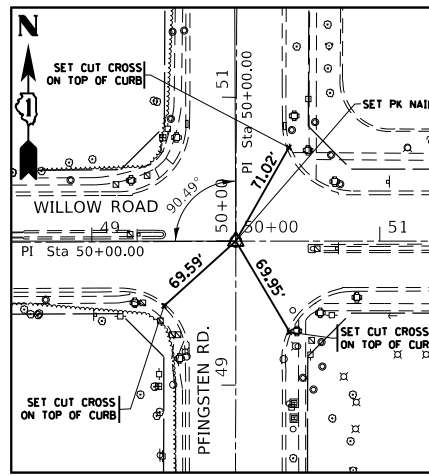 N
1
SET CUT CROSS
ON TOP OF CURB
51
PI Sta 50+00.00
71.02'
SET PK NAI
WILLOW ROAD
90.49°
50+00
50+00
49
51
PI Sta 50+00.00
69.59'
69.95'
SET CUT CROSS
ON TOP OF CUR
49
PFINGSTEN RD.
SET CUT CROSS
ON TOP OF CURB